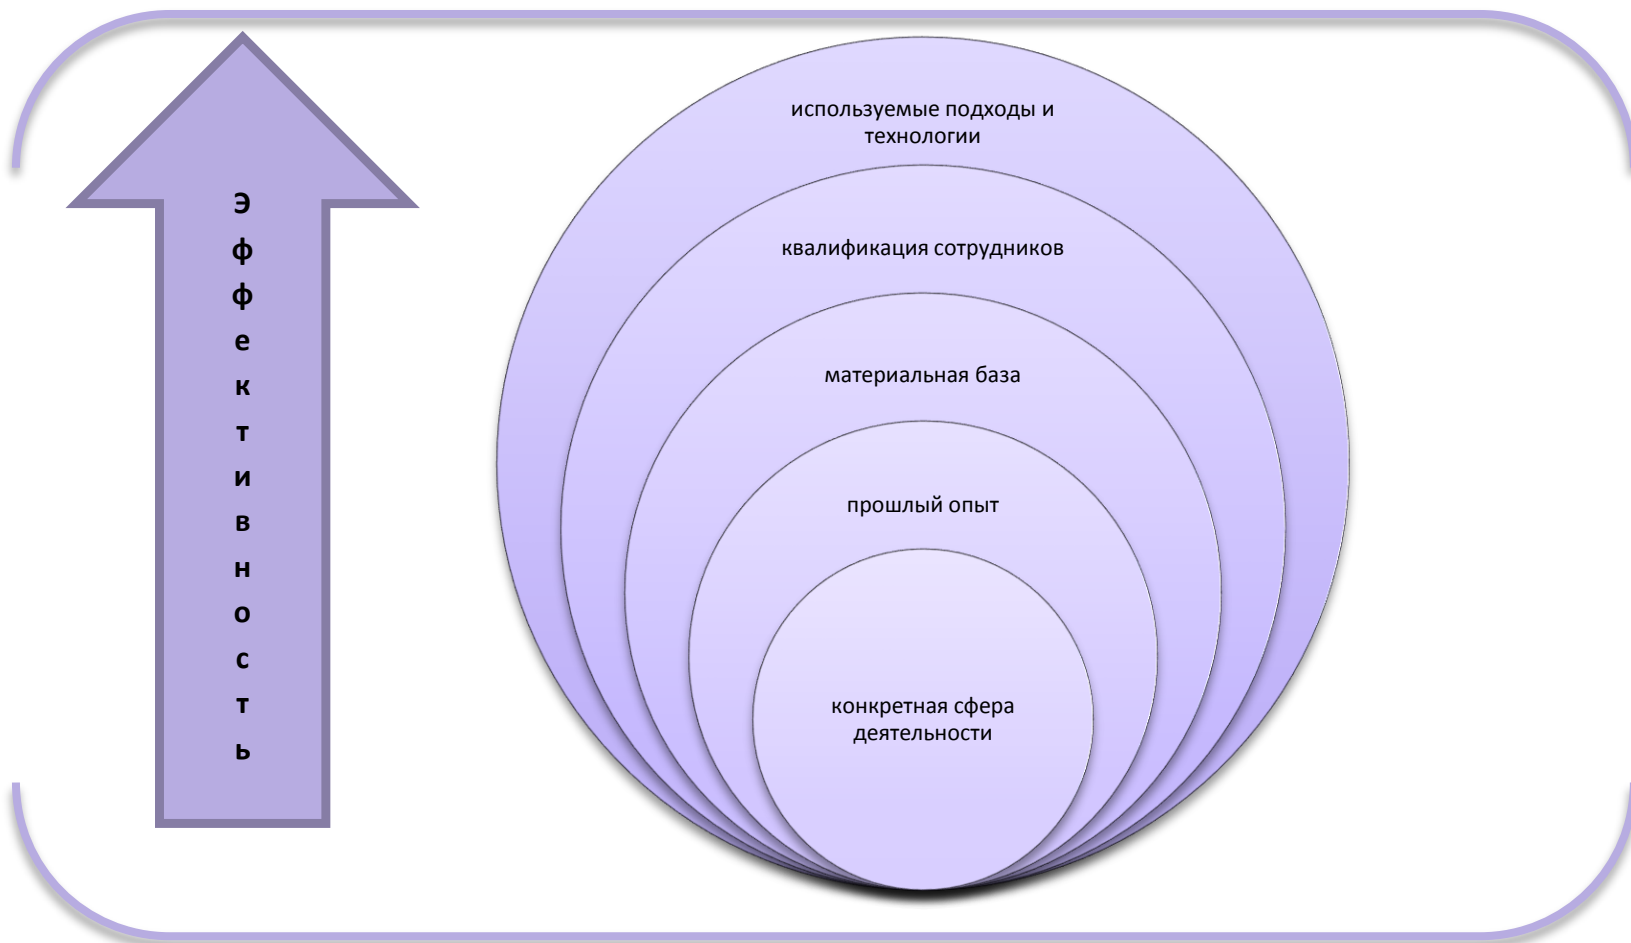 Э
ф
ф
е
к
т
и
в
н
о
с
т
ь
используемые подходы и
технологии
квалификация сотрудников
материальная база
прошлый опыт
конкретная сфера
деятельности